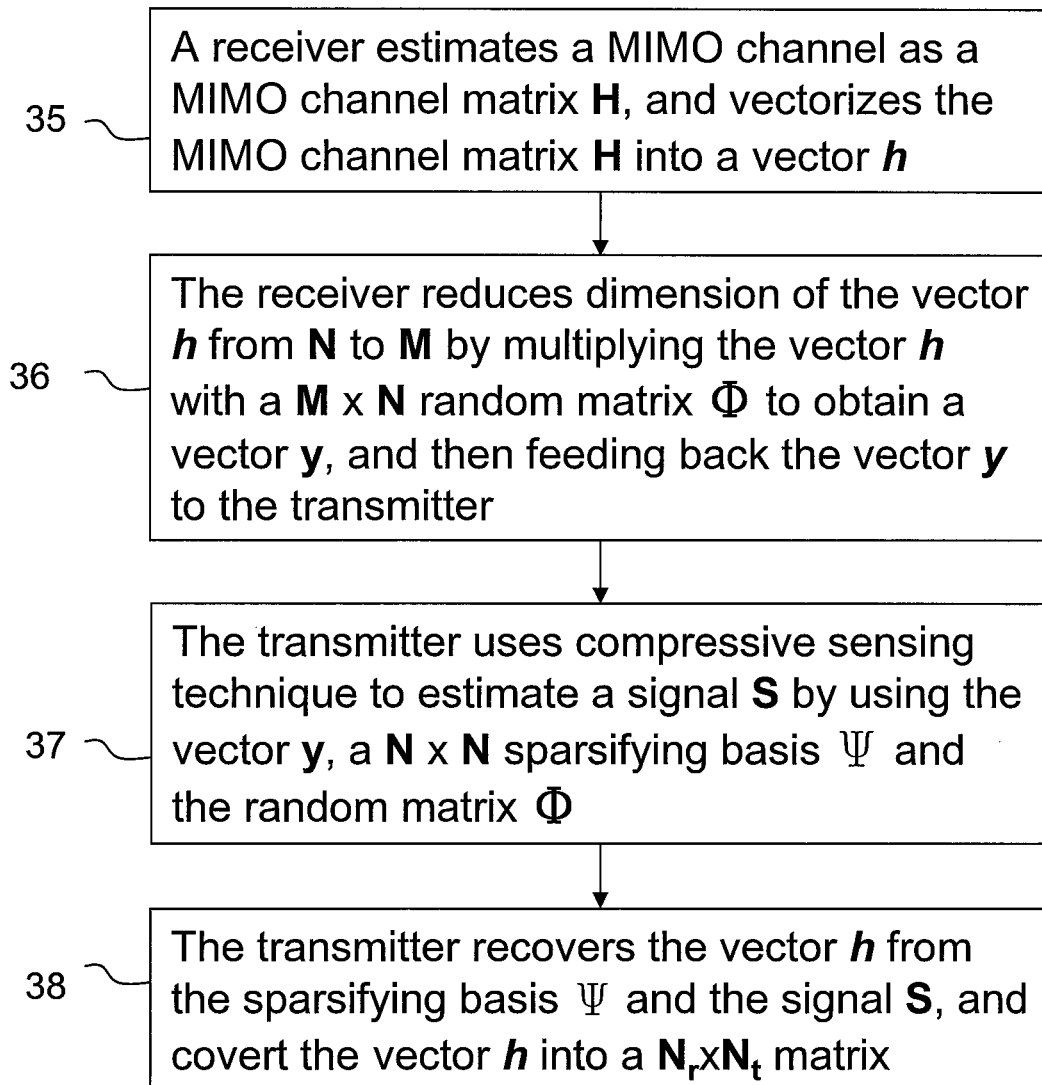 A receiver estimates a MIMO channel as a
MIMO channel matrix H, and vectorizes the
MIMO channel matrix H into a vector h
35
The receiver reduces dimension of the vector
h from N to M by multiplying the vector h
with a M x N random matrix Φ to obtain a
vector y, and then feeding back the vector y
to the transmitter
36
The transmitter uses compressive sensing
technique to estimate a signal S by using the
vector y, a N x N sparsifying basis Ψ and
the random matrix Φ
37
The transmitter recovers the vector h from
the sparsifying basis Ψ and the signal S, and
covert the vector h into a NrxNt matrix
38